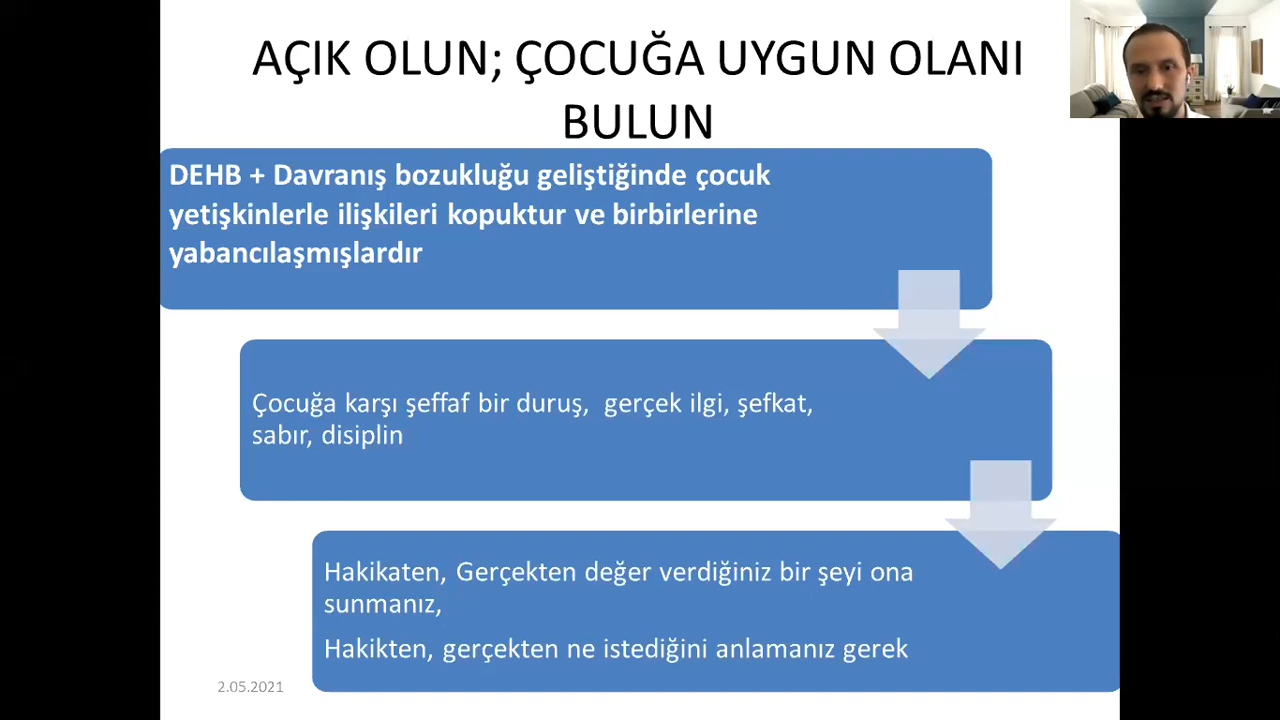 AÇIK OLUN; ÇOCUĞA UYGUN OLANI
BULUN
DEHB + Davranış bozukluğu geliştiğinde çocuk
yetişkinlerle ilişkileri kopuktur ve birbirlerine
yabancılaşmışlardır
Çocuğa karşı şeffaf bir duruş, gerçek ilgi, şefkat,
sabır, disiplin
Hakikaten, Gerçekten değer verdiğiniz bir şeyi ona
sunmanız,
Hakikten, gerçekten ne istediğini anlamanız gerek
2.05.2021